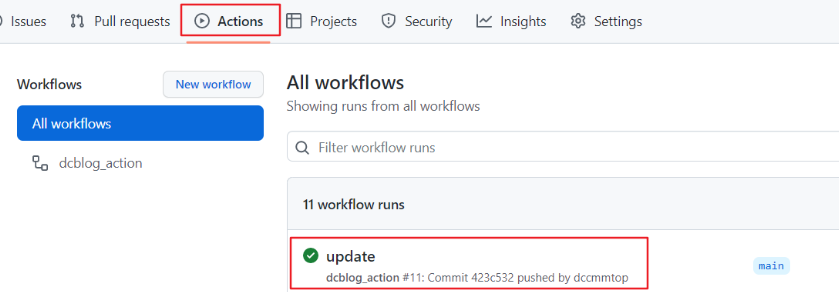 Issues Pull requests Actions Projects Security Insights Settings
Workflows New workflow
All workflows
dcblog_action
All workflows
Showing runs from all workflows
Filter workflow runs
11 workflow runs
update
dcblog_action #11: Commit 423c532 pushed by dccmmtop
main